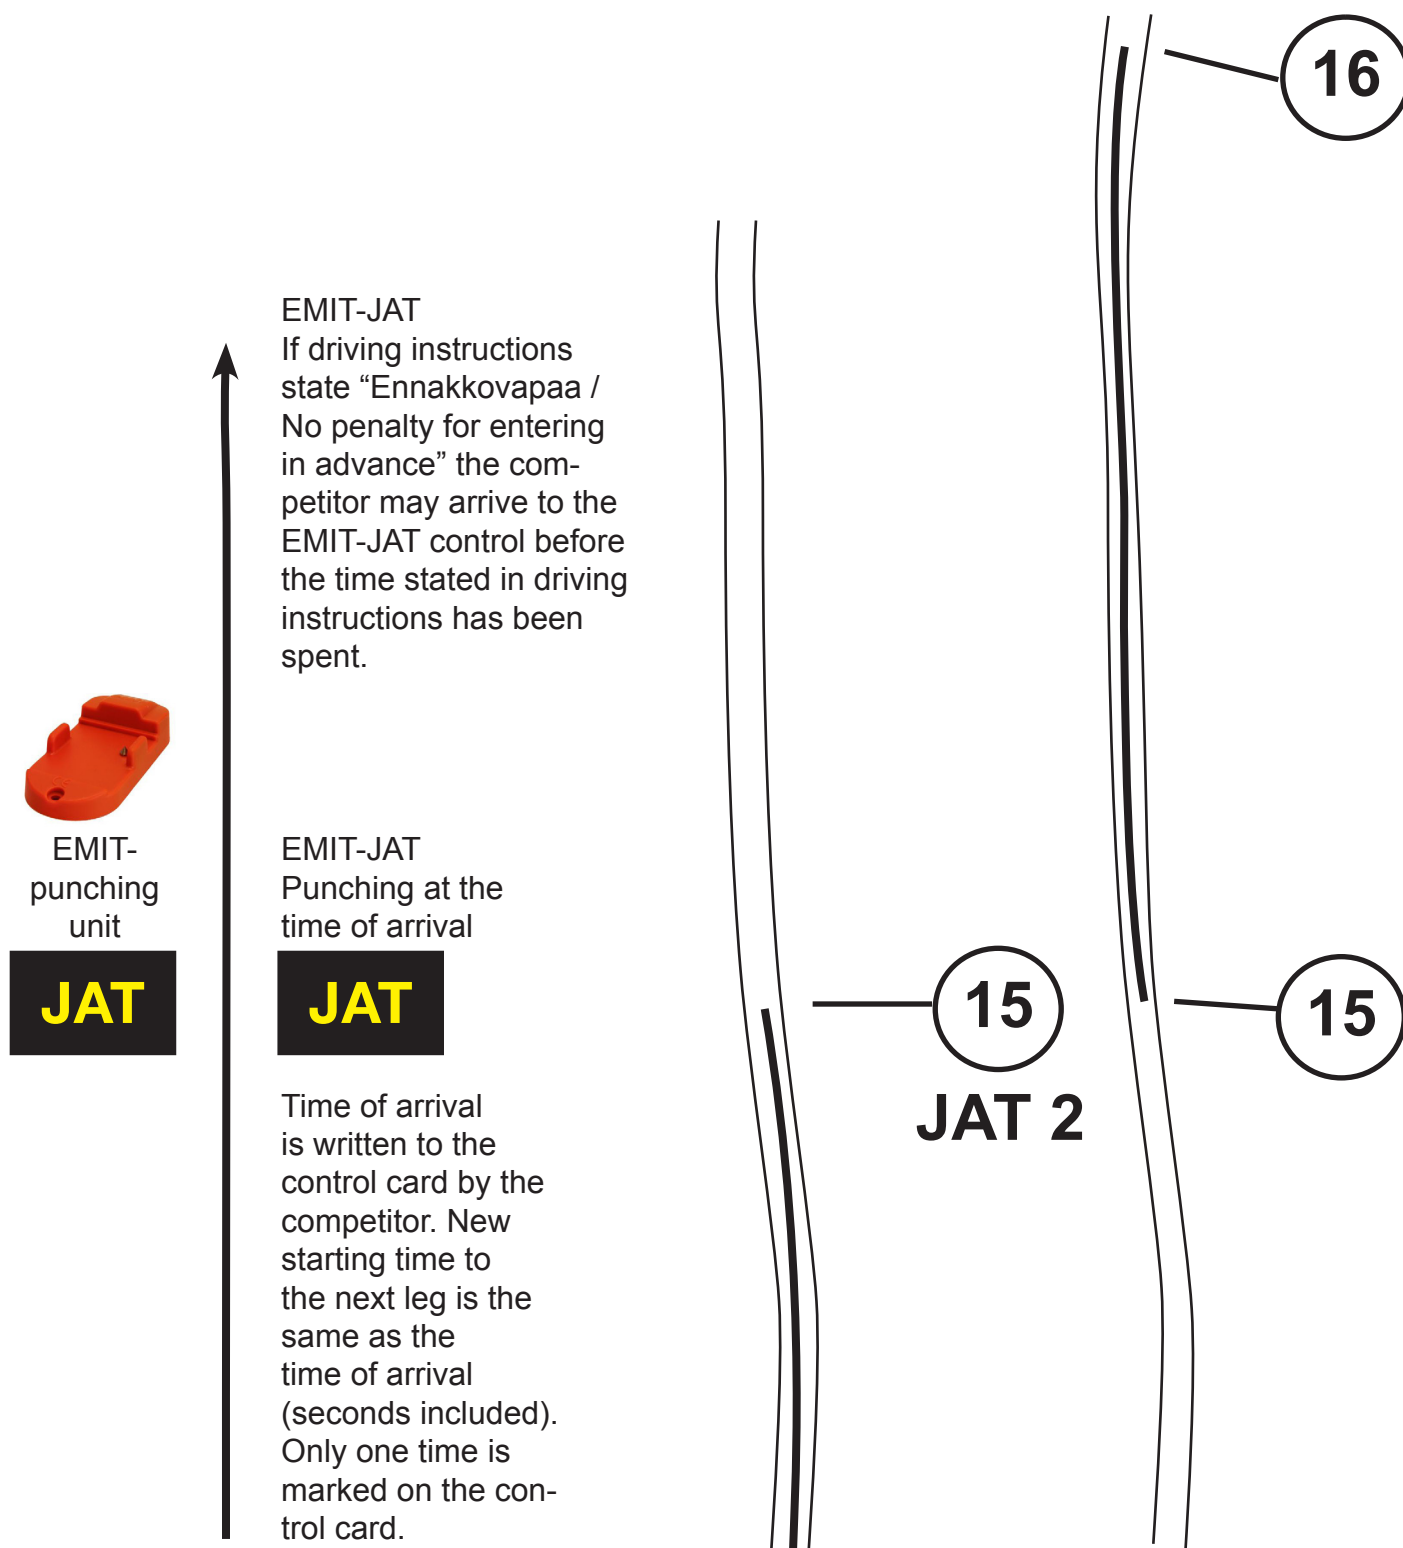 16
EMIT-JAT
If driving instructions
state “Ennakkovapaa /
No penalty for entering
in advance” the com-
petitor may arrive to the
EMIT-JAT control before
the time stated in driving
instructions has been
spent.
EMIT-
punching
unit
JAT
EMIT-JAT
Punching at the
time of arrival
JAT
Time of arrival
is written to the
control card by the
competitor. New
starting time to
the next leg is the
same as the
time of arrival
(seconds included).
Only one time is
marked on the con-
trol card.
15
JAT 2
15